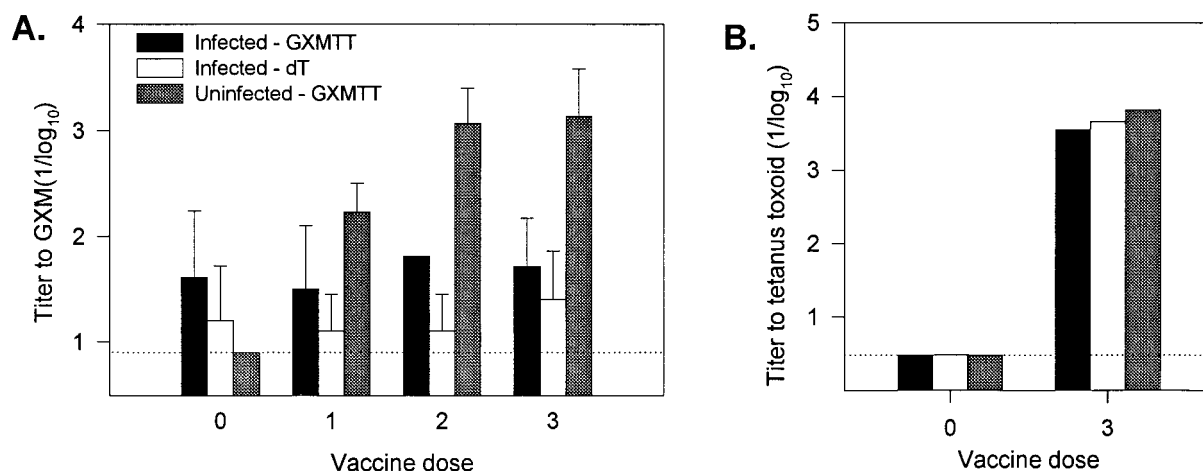 A.
Titer to GXM(1/log10)
4
3
2
1
Infected - GXMTT
Infected - dT
Uninfected - GXMTT
0 1 2 3
Vaccine dose
B.
Titer to tetanus toxoid (1/log10)
5
4
3
2
1
0 3
Vaccine dose